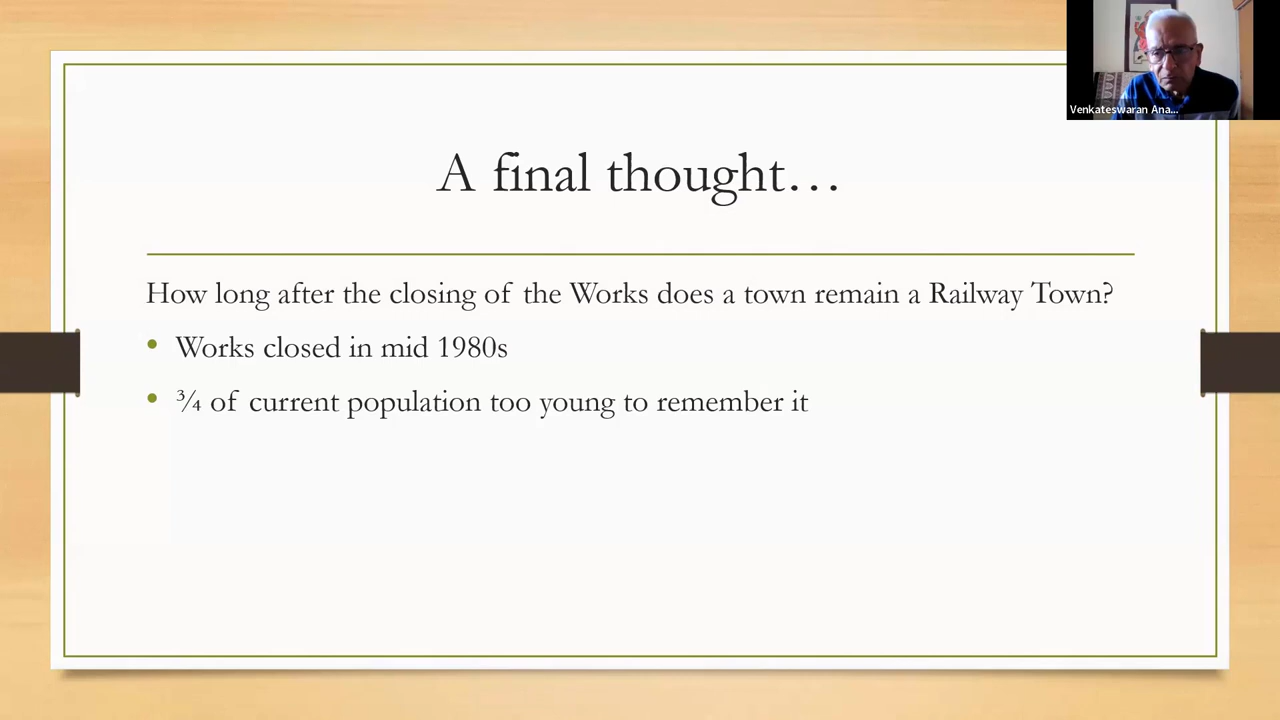 Venkateswaran Ana...
A final thought…
How long after the closing of the Works does a town remain a Railway Town?
• Works closed in mid 1980s
• ¾ of current population too young to remember it